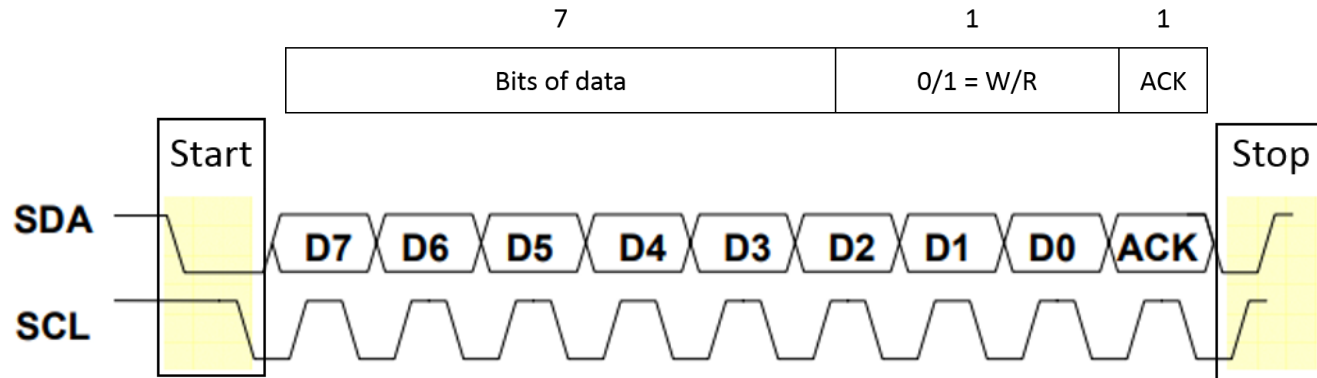 7 1 1
Bits of data 0/1 = W/R ACK
Start Stop
SDA D7 D6 D5 D4 D3 D2 D1 D0 ACK
SCL